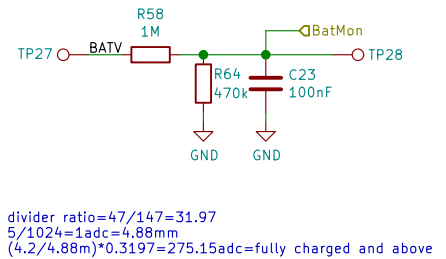 R58
1M
BatMon
TP27
BATV
TP28
R64
470k
C23
100nF
GND
GND
divider ratio=47/147=31.97
5/1024=1adc=4.88mm
(4.2/4.88m)*0.3197=275.15adc=fully charged and above